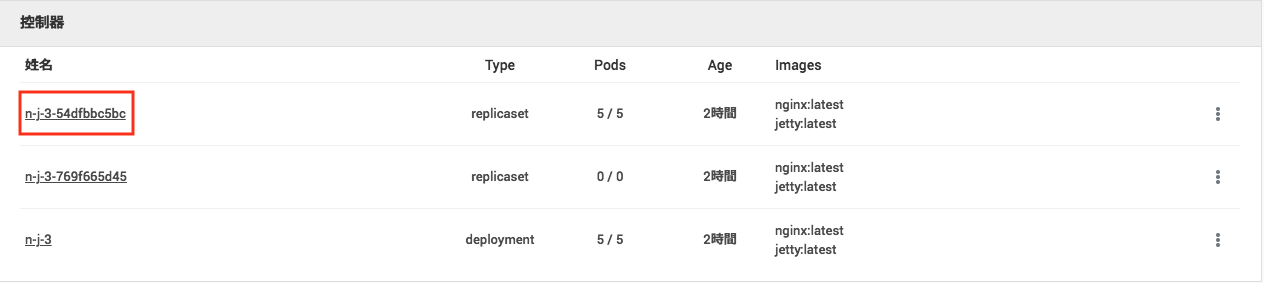 控制器
姓名 Type Pods Age Images
n-j-3-54dfbbc5bc replicaset 5 / 5 2時間 nginx:latest
jetty:latest
n-j-3-769f665d45 replicaset 0 / 0 2時間 nginx:latest
jetty:latest
n-j-3 deployment 5 / 5 2時間 nginx:latest
jetty:latest